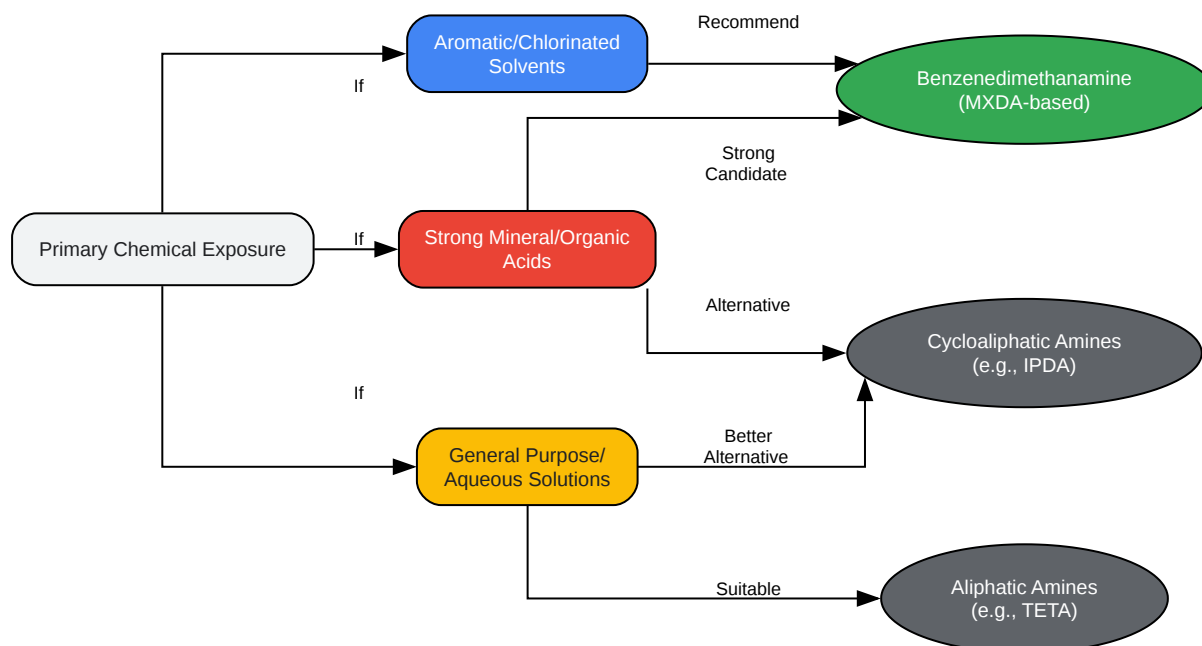 Aromatic/Chlorinated
Solvents
Recommend
Benzenedimethanamine
(MXDA-based)
If
Strong
Candidate
Primary Chemical Exposure
If
Strong Mineral/Organic
Acids
Alternative
Cycloaliphatic Amines
(e.g., IPDA)
If
General Purpose/
Aqueous Solutions
Better
Alternative
Suitable
Aliphatic Amines
(e.g., TETA)